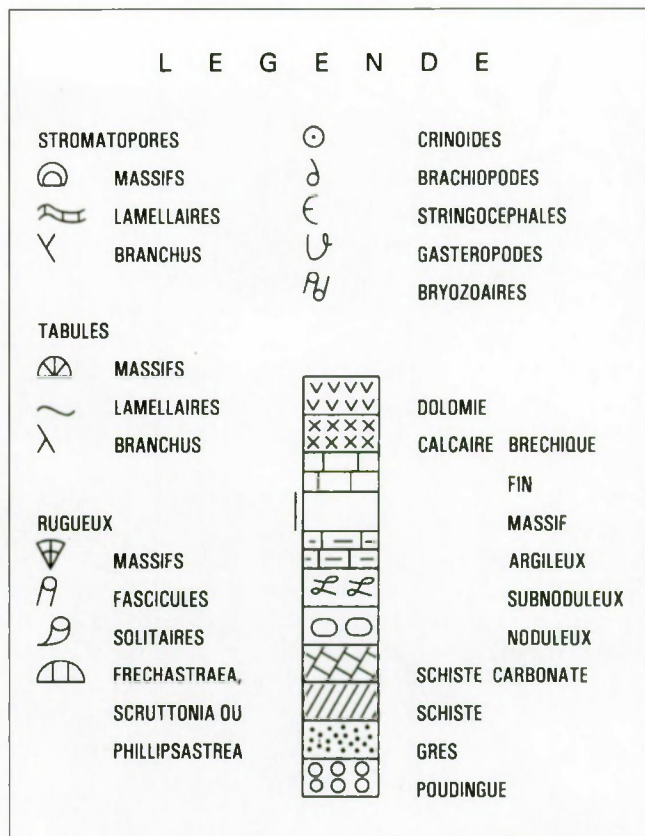 LEGENDE
STROMATOPORES
MASSIFS
LAMELLAIRES
BRANCHUS
TABULES
MASSIFS
LAMELLAIRES
BRANCHUS
RUGUEUX
MASSIFS
FASCICULES
SOLITAIRES
FRECHASTRAEA,
SCRUTTONIA OU
PHILLIPSASTREA
CRINOIDES
BRACHIOPODES
STRINGOCEPHALES
GASTEROPODES
BRYOZOAIRES
DOLOMIE
CALCAIRE BRECHIQUE
FIN
MASSIF
ARGILEUX
SUBNODULEUX
NODULEUX
SCHISTE CARBONATE
SCHISTE
GRES
POUDINGUE